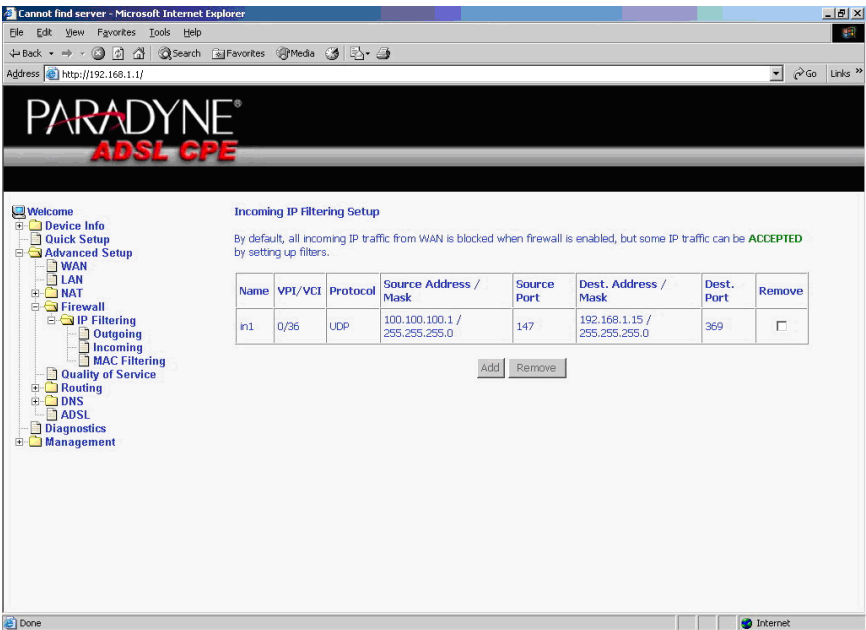 Cannot find server - Microsoft Internet Explorer
File Edit View Favorites Tools Help
Back Search Favorites Media
Address http://192.168.1.1/ Go Links »
PARADYNE®
ADSL CPE
Welcome
Device Info
Quick Setup
Advanced Setup
WAN
LAN
NAT
Firewall
IP Filtering
Outgoing
Incoming
MAC Filtering
Quality of Service
Routing
DNS
ADSL
Diagnostics
Management
Incoming IP Filtering Setup
By default, all incoming IP traffic from WAN is blocked when firewall is enabled, but some IP traffic can be ACCEPTED
by setting up filters.
Name VPI/VCI Protocol Source Address / Mask Source Port Dest. Address / Mask Dest. Port Remove
in1 0/36 UDP 100.100.100.1 / 255.255.255.0 147 192.168.1.15 / 255.255.255.0 369
Add Remove
Done Internet